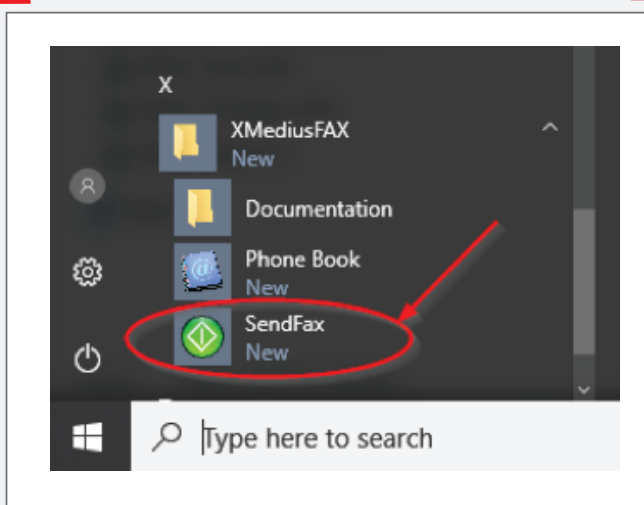 X
XMediusFAX
New
Documentation
Phone Book
New
SendFax
New
Type here to search